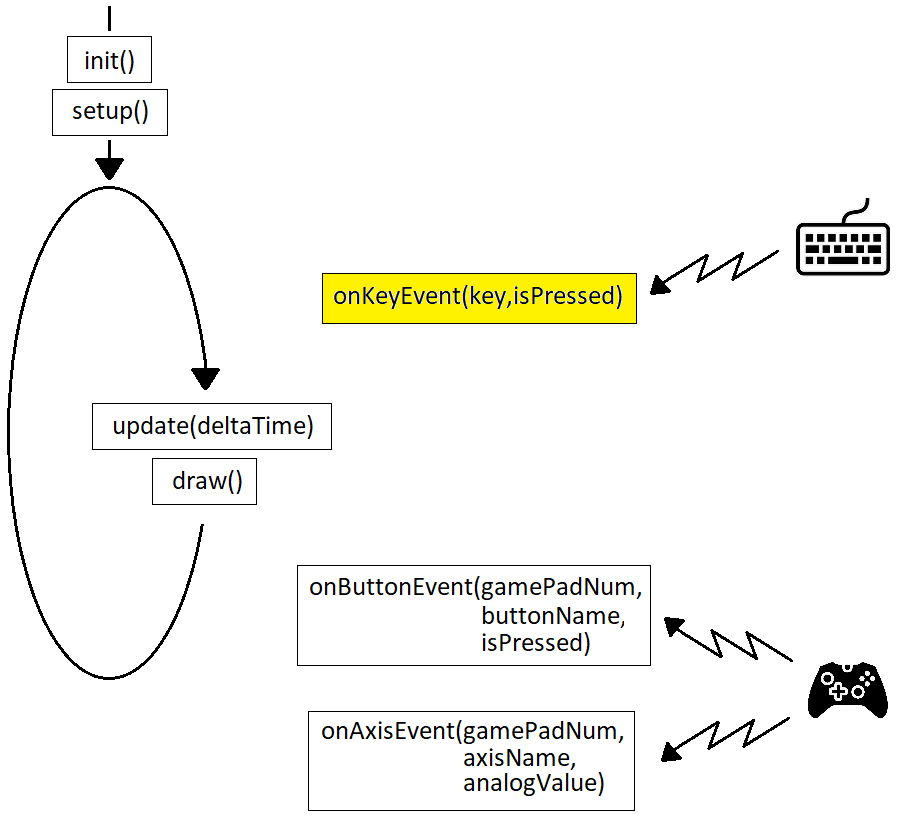 init()
setup()
onKeyEvent(key,isPressed)
update(deltaTime)
draw()
onButtonEvent(gamePadNum,
buttonName,
isPressed)
onAxisEvent(gamePadNum,
axisName,
analogValue)